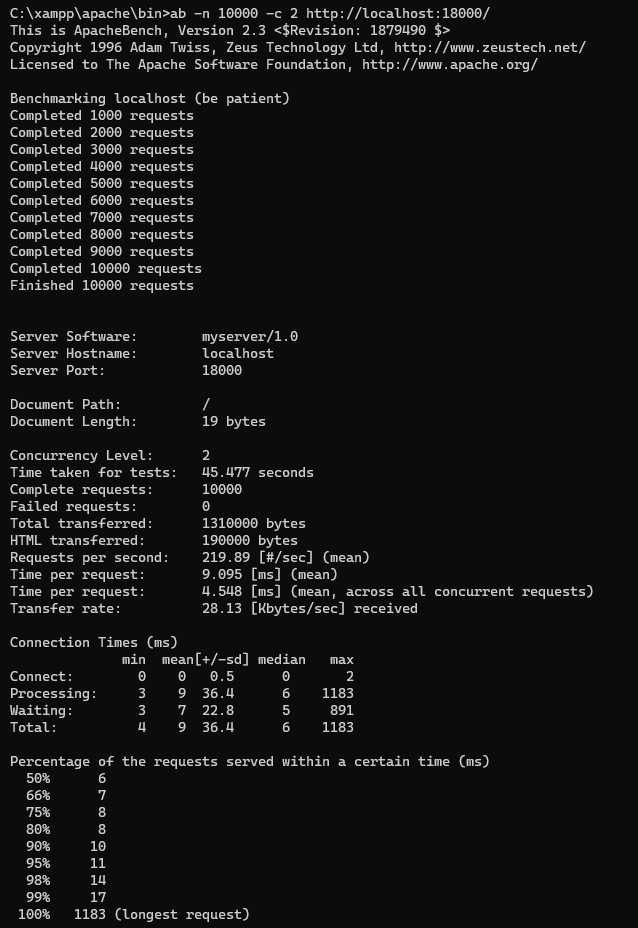 C:\xampp\apache\bin>ab -n 10000 -c 2 http://localhost:18000/
This is ApacheBench, Version 2.3 <$Revision: 1879490 $>
Copyright 1996 Adam Twiss, Zeus Technology Ltd, http://www.zeustech.net/
Licensed to The Apache Software Foundation, http://www.apache.org/

Benchmarking localhost (be patient)
Completed 1000 requests
Completed 2000 requests
Completed 3000 requests
Completed 4000 requests
Completed 5000 requests
Completed 6000 requests
Completed 7000 requests
Completed 8000 requests
Completed 9000 requests
Completed 10000 requests
Finished 10000 requests


Server Software:        myserver/1.0
Server Hostname:        localhost
Server Port:            18000

Document Path:          /
Document Length:        19 bytes

Concurrency Level:      2
Time taken for tests:   45.477 seconds
Complete requests:      10000
Failed requests:        0
Total transferred:      1310000 bytes
HTML transferred:       190000 bytes
Requests per second:    219.89 [#/sec] (mean)
Time per request:       9.095 [ms] (mean)
Time per request:       4.548 [ms] (mean, across all concurrent requests)
Transfer rate:          28.13 [Kbytes/sec] received

Connection Times (ms)
              min  mean[+/-sd] median   max
Connect:        0    0   0.5      0       2
Processing:     3    9  36.4      6    1183
Waiting:        3    7  22.8      5     891
Total:          4    9  36.4      6    1183

Percentage of the requests served within a certain time (ms)
  50%      6
  66%      7
  75%      8
  80%      8
  90%     10
  95%     11
  98%     14
  99%     17
 100%   1183 (longest request)